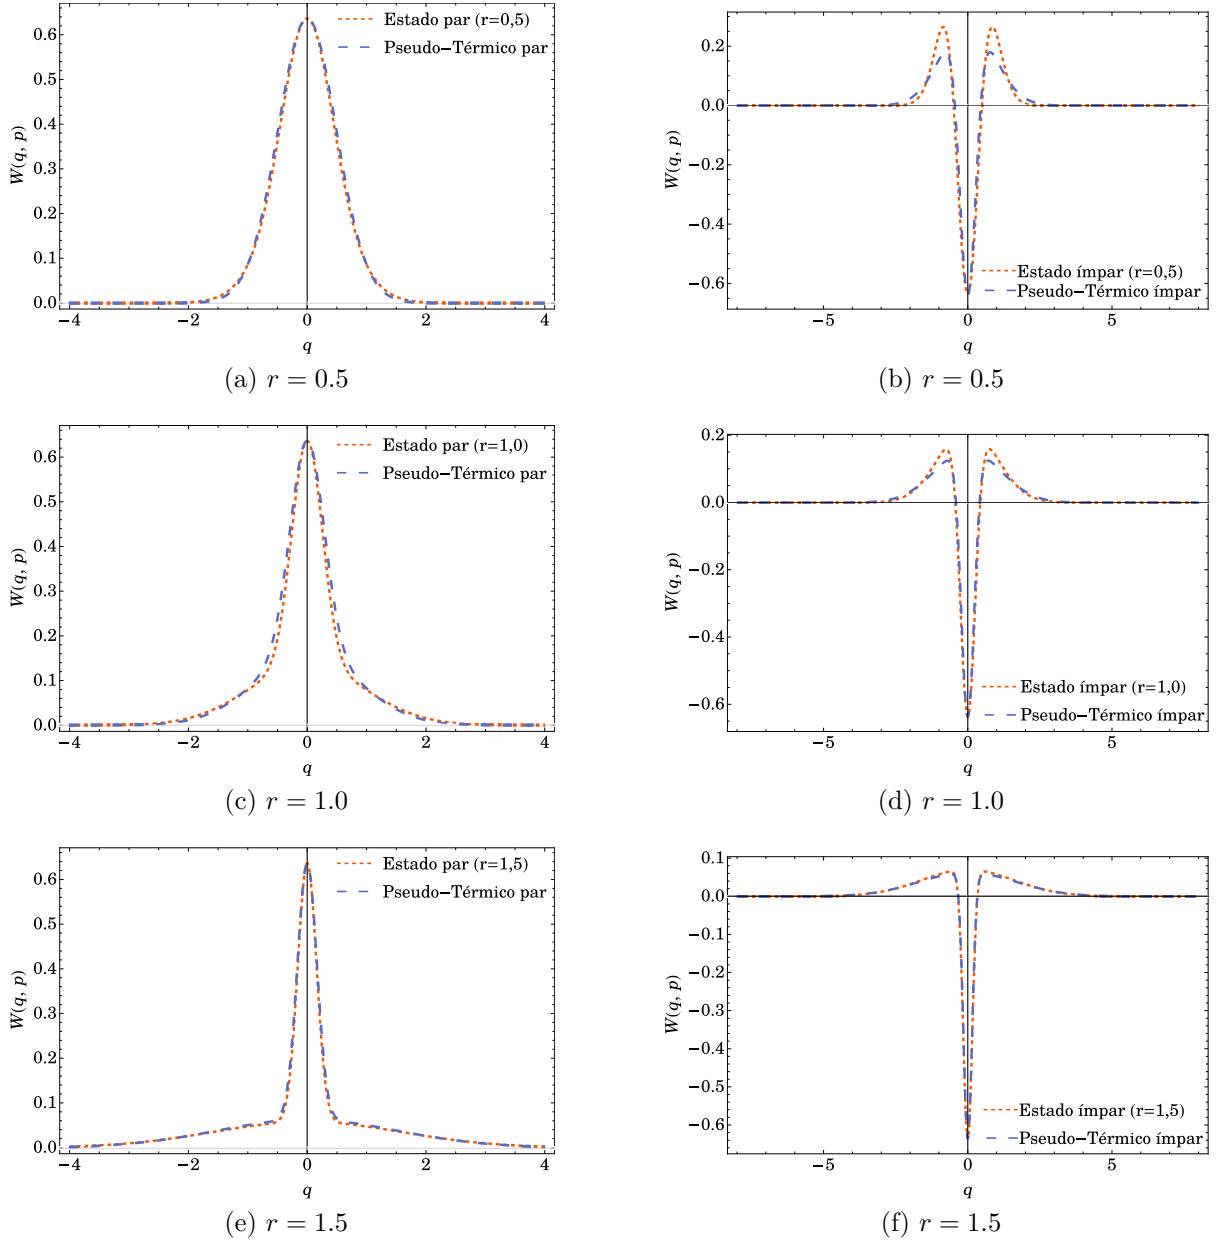 Estado par (r=0,5)
Pseudo−Térmico par
W(q, p)
0.6
0.5
0.4
0.3
0.2
0.1
0.0
−4
−2
0
2
4
q
(a) r = 0.5
Estado ímpar (r=0,5)
Pseudo−Térmico ímpar
W(q, p)
0.2
0.0
−0.2
−0.4
−0.6
−5
0
5
q
(b) r = 0.5
Estado par (r=1,0)
Pseudo−Térmico par
W(q, p)
0.6
0.5
0.4
0.3
0.2
0.1
0.0
−4
−2
0
2
4
q
(c) r = 1.0
Estado ímpar (r=1,0)
Pseudo−Térmico ímpar
W(q, p)
0.2
0.0
−0.2
−0.4
−0.6
−5
0
5
q
(d) r = 1.0
Estado par (r=1,5)
Pseudo−Térmico par
W(q, p)
0.6
0.5
0.4
0.3
0.2
0.1
0.0
−4
−2
0
2
4
q
(e) r = 1.5
Estado ímpar (r=1,5)
Pseudo−Térmico ímpar
W(q, p)
0.1
0.0
−0.1
−0.2
−0.3
−0.4
−0.5
−0.6
−5
0
5
q
(f) r = 1.5